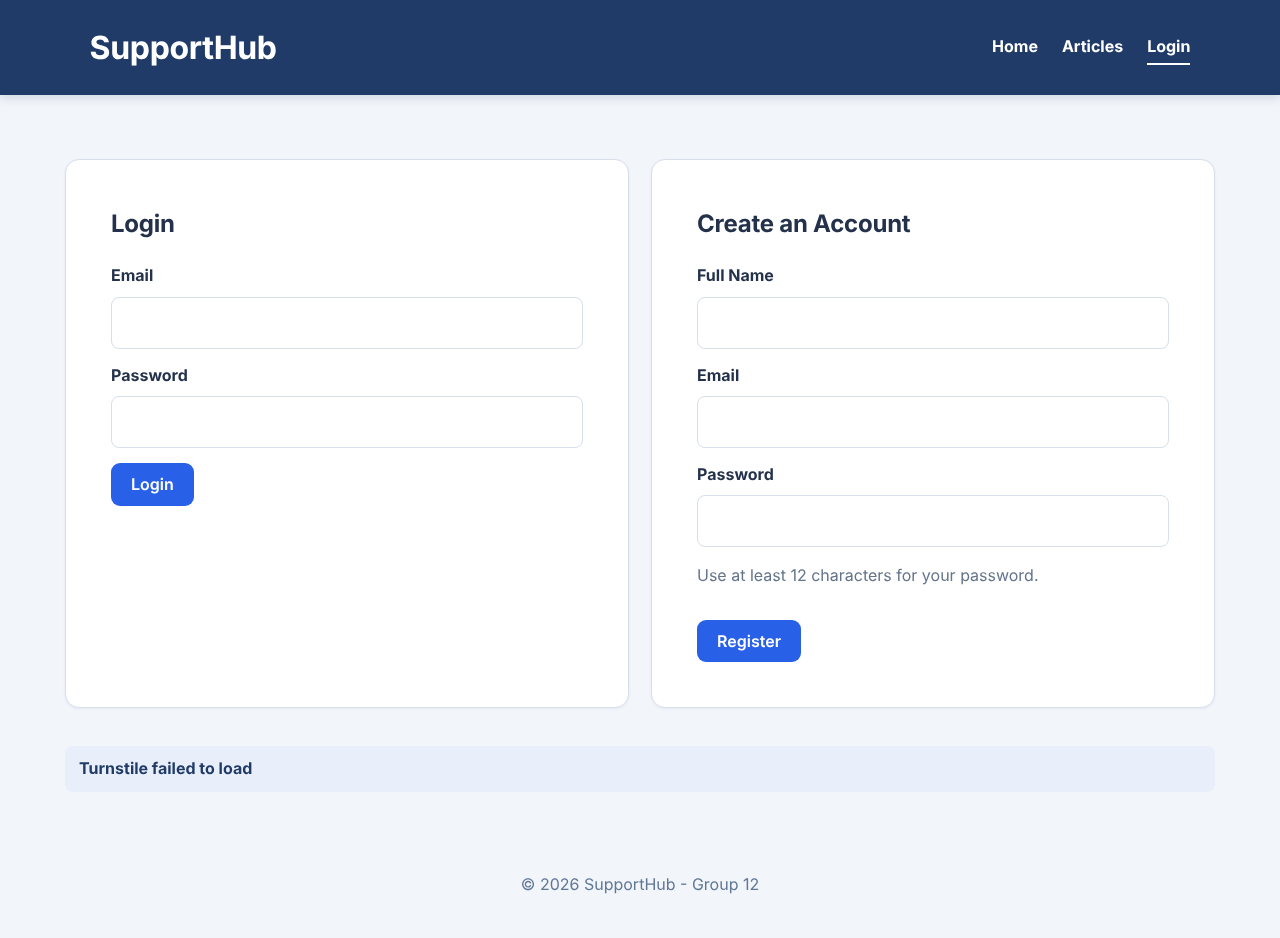 SupportHub
Home Articles Login
Login
Email
Password
Login
Create an Account
Full Name
Email
Password
Use at least 12 characters for your password.
Register
Turnstile failed to load
© 2026 SupportHub - Group 12